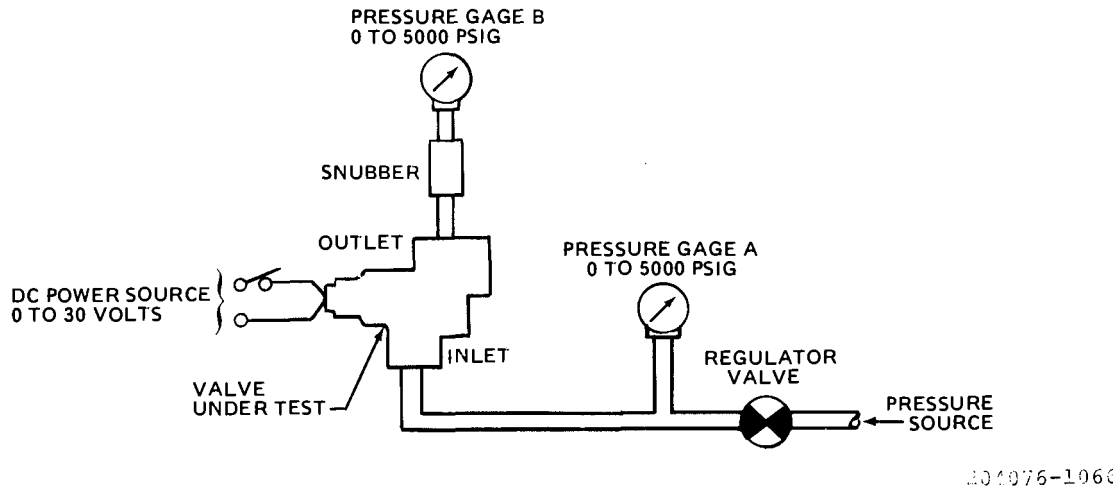 PRESSURE GAGE B
0 TO 5000 PSIG
SNUBBER
OUTLET
PRESSURE GAGE A
0 TO 5000 PSIG
DC POWER SOURCE
0 TO 30 VOLTS
INLET
REGULATOR
VALVE
VALVE
UNDER TEST
PRESSURE
SOURCE